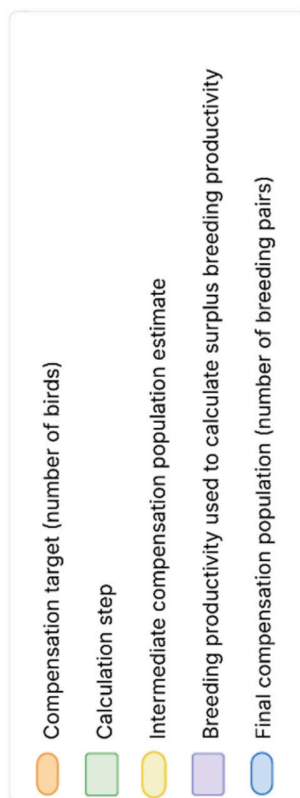 Compensation target (number of birds)
Calculation step
Intermediate compensation population estimate
Breeding productivity used to calculate surplus breeding productivity
Final compensation population (number of breeding pairs)